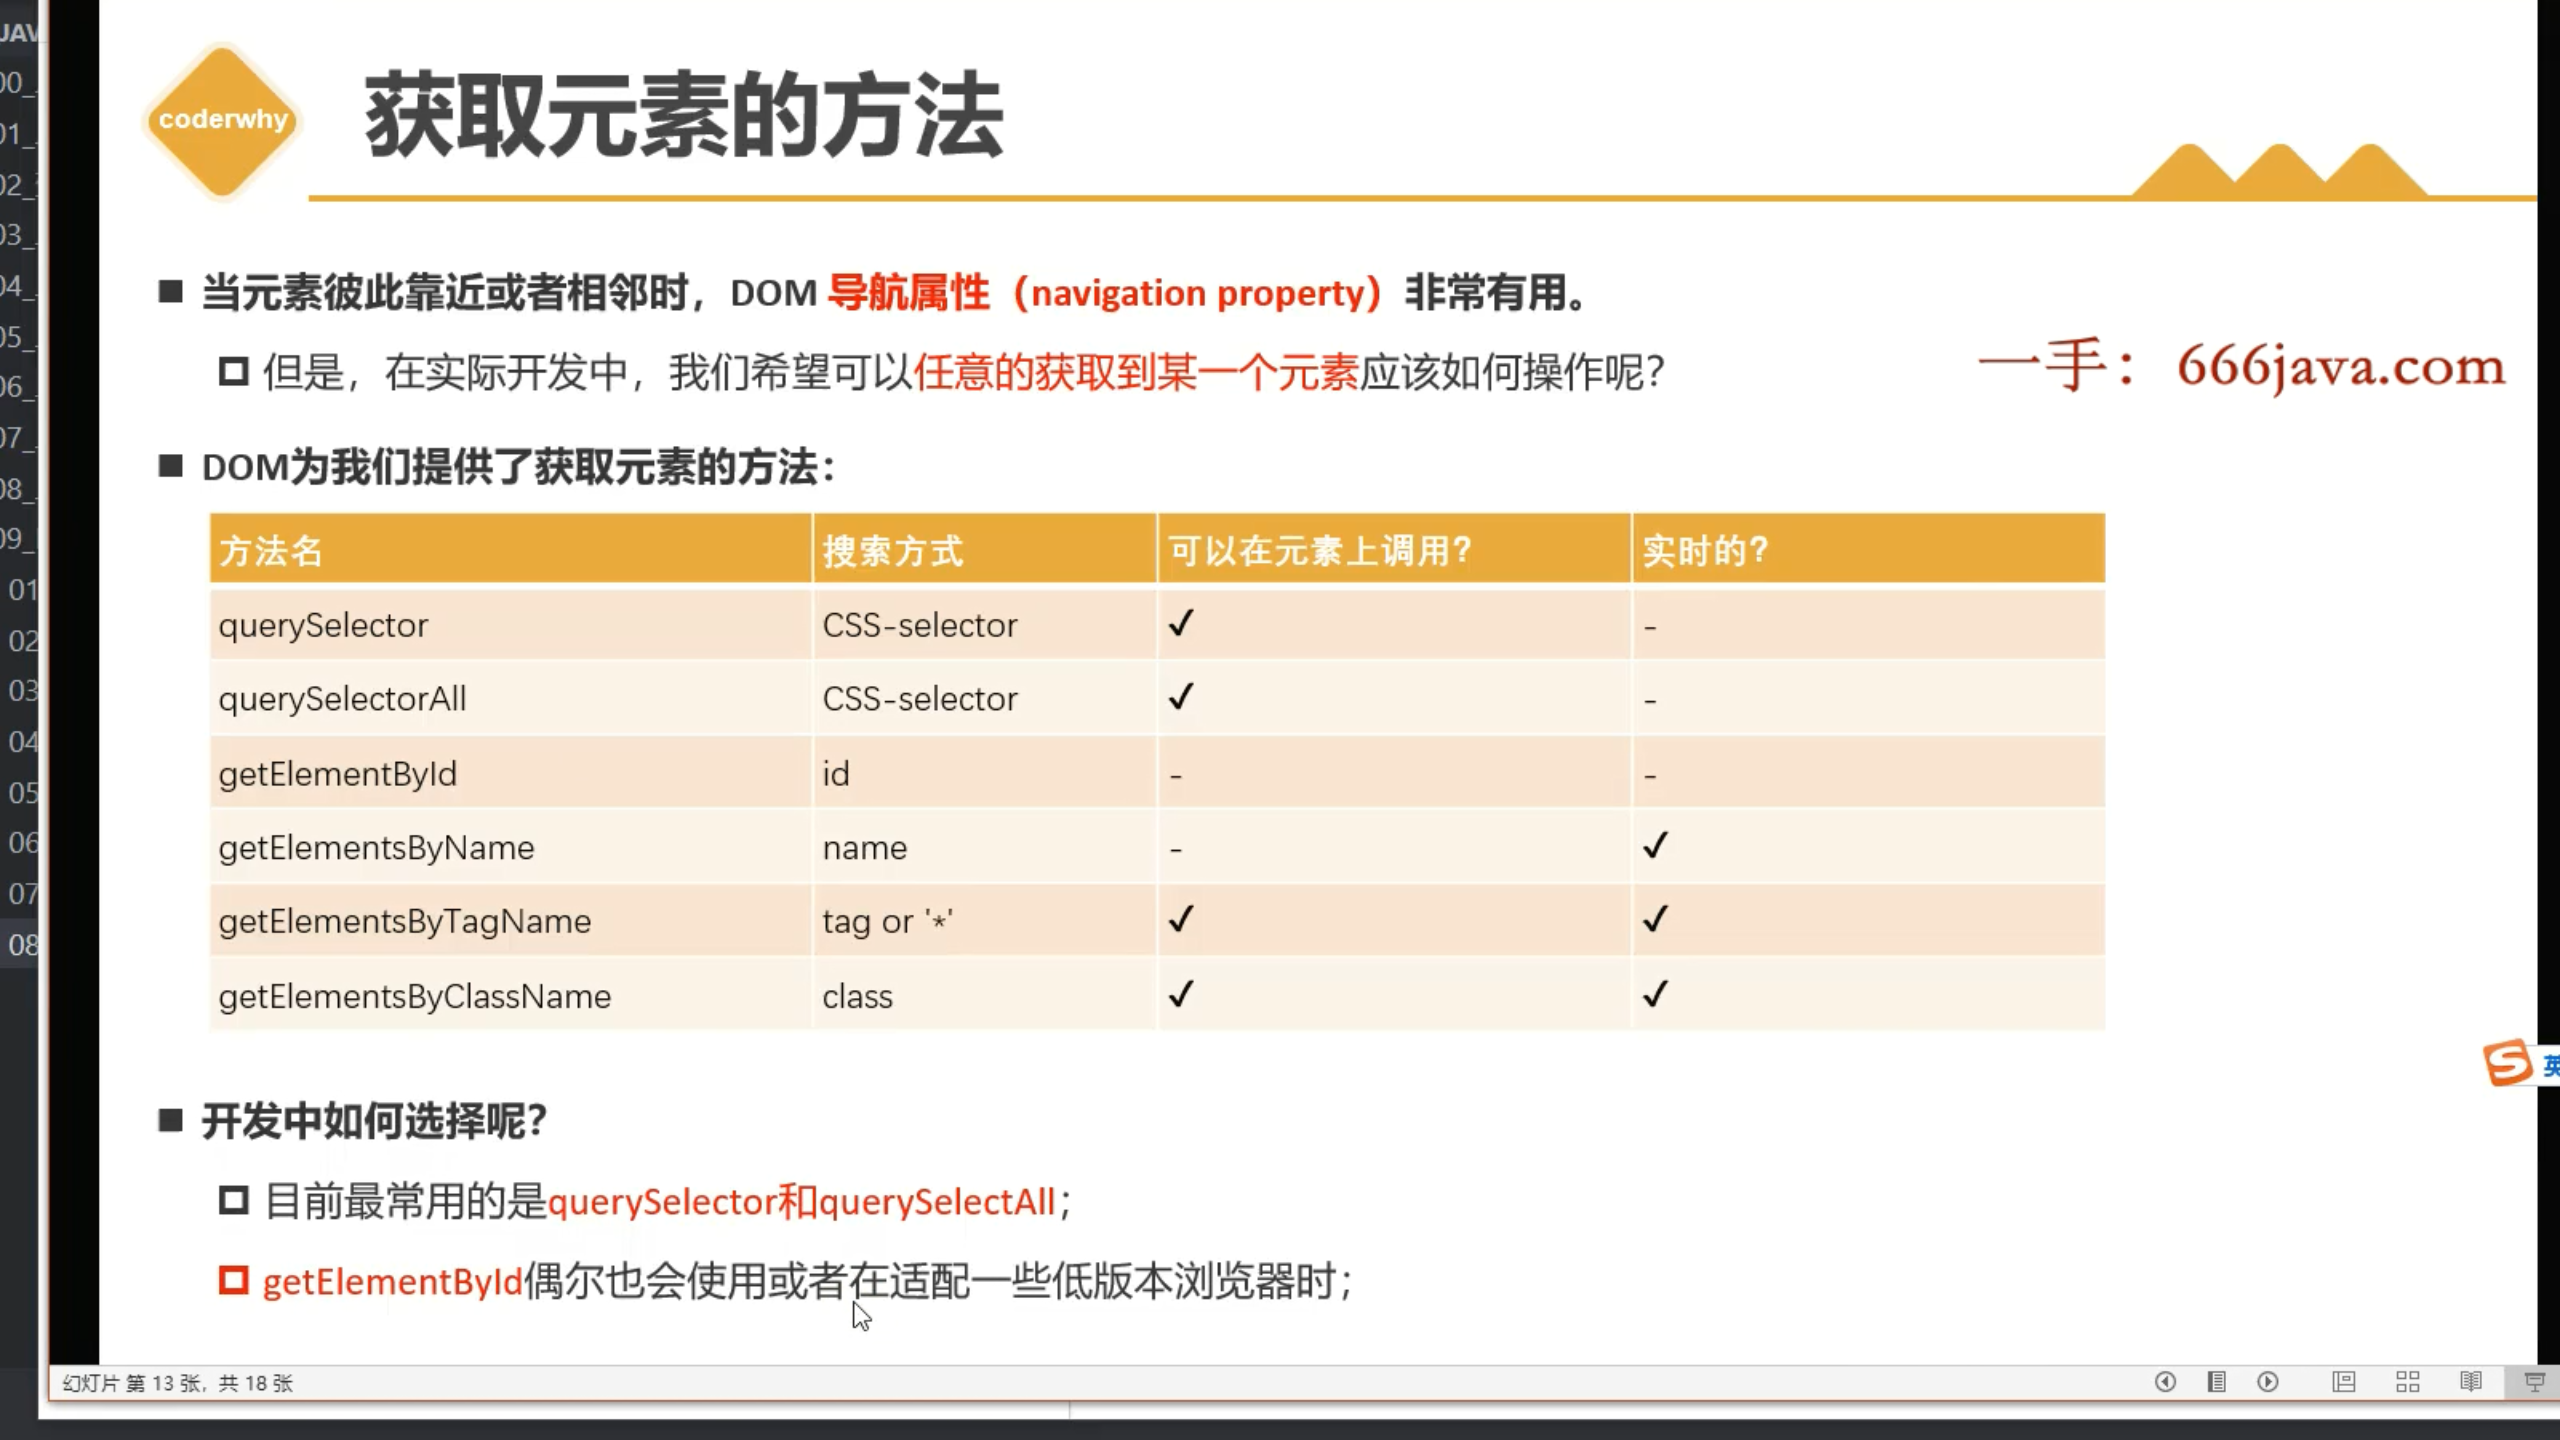 JAV
00_
01_
02_
03_
04_
05_
06_
07_
08_
09_
01
02
03
04
05
06
07
08
coderwhy
获取元素的方法
当元素彼此靠近或者相邻时，DOM 导航属性（navigation property）非常有用。
但是，在实际开发中，我们希望可以任意的获取到某一个元素应该如何操作呢？
一手：666java.com
DOM为我们提供了获取元素的方法：
方法名 搜索方式 可以在元素上调用？ 实时的？
querySelector CSS-selector ✓ -
querySelectorAll CSS-selector ✓ -
getElementById id - -
getElementsByName name - ✓
getElementsByTagName tag or '*' ✓ ✓
getElementsByClassName class ✓ ✓
英
开发中如何选择呢？
目前最常用的是querySelector和querySelectAll；
getElementById偶尔也会使用或者在适配一些低版本浏览器时；
幻灯片 第 13 张，共 18 张